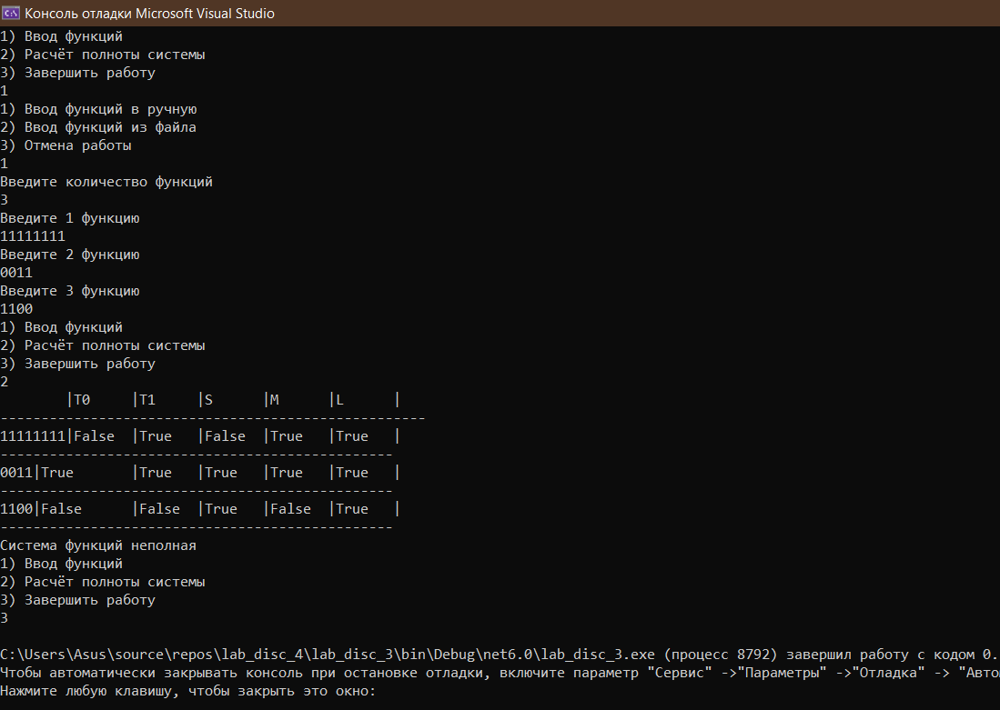 Консоль отладки Microsoft Visual Studio
1) Ввод функций
2) Расчёт полноты системы
3) Завершить работу
1
1) Ввод функций в ручную
2) Ввод функций из файла
3) Отмена работы
1
Введите количество функций
3
Введите 1 функцию
11111111
Введите 2 функцию
0011
Введите 3 функцию
1100
1) Ввод функций
2) Расчёт полноты системы
3) Завершить работу
2
|T0 |T1 |S |M |L |
----------------------------------------------------
11111111|False |True |False |True |True |
------------------------------------------------
0011|True |True |True |True |True |
------------------------------------------------
1100|False |False |True |False |True |
------------------------------------------------
Система функций неполная
1) Ввод функций
2) Расчёт полноты системы
3) Завершить работу
3
C:\Users\Asus\source\repos\lab_disc_4\lab_disc_3\bin\Debug\net6.0\lab_disc_3.exe (процесс 8792) завершил работу с кодом 0.
Чтобы автоматически закрывать консоль при остановке отладки, включите параметр "Сервис" ->"Параметры" ->"Отладка" -> "Авто
Нажмите любую клавишу, чтобы закрыть это окно: